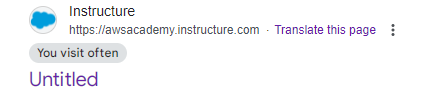 Instructure
https://awsacademy.instructure.com · Translate this page
You visit often
Untitled